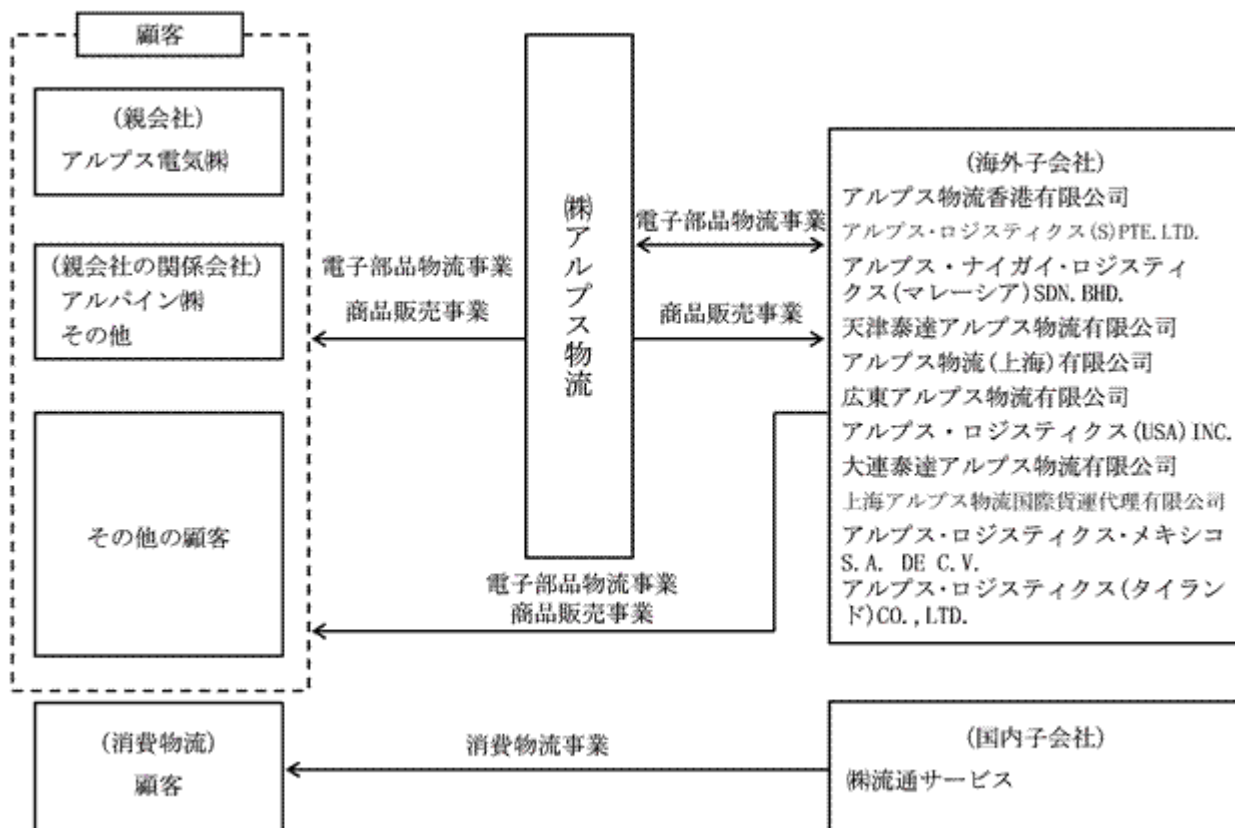 顧客
(親会社)
アルプス電気㈱
(親会社の関係会社)
アルパイン㈱
その他
その他の顧客
電子部品物流事業
商品販売事業
㈱アルプス物流
電子部品物流事業
商品販売事業
(海外子会社)
アルプス物流香港有限公司
アルプス･ロジスティクス(S)PTE.LTD.
アルプス・ナイガイ･ロジスティ
クス(マレーシア)SDN.BHD.
天津泰達アルプス物流有限公司
アルプス物流(上海)有限公司
広東アルプス物流有限公司
アルプス・ロジスティクス(USA)INC.
大連泰達アルプス物流有限公司
上海アルプス物流国際貨運代理有限公司
アルプス･ロジスティクス･メキシコ
S.A. DE C.V.
アルプス･ロジスティクス(タイラン
ド)CO.,LTD.
電子部品物流事業
商品販売事業
(消費物流)
顧客
消費物流事業
(国内子会社)
㈱流通サービス